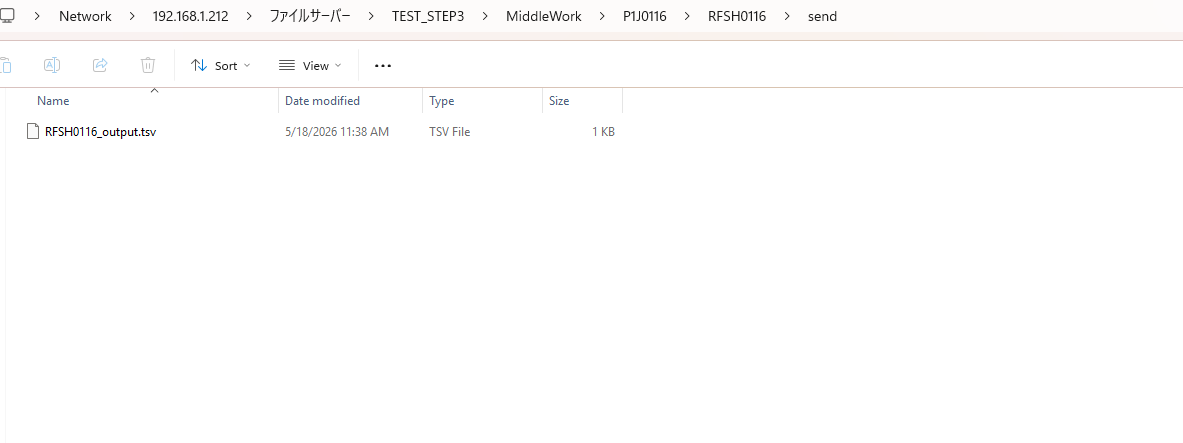 Network > 192.168.1.212 > ファイルサーバー > TEST_STEP3 > MiddleWork > P1J0116 > RFSH0116 > send
Sort View ...
Name Date modified Type Size
RFSH0116_output.tsv 5/18/2026 11:38 AM TSV File 1 KB